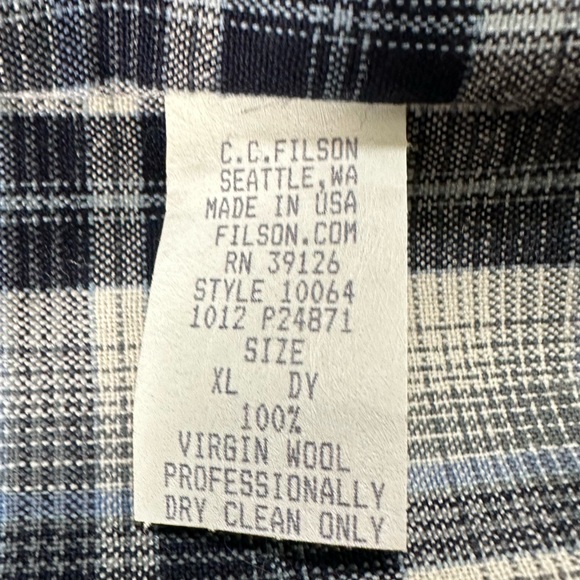 C.C.FILSON
SEATTLE,WA
MADE IN USA
FILSON.COM
RN 39126
STYLE 10064
1012 P24871
SIZE
XL DY
100%
VIRGIN WOOL
PROFESSIONALLY
DRY CLEAN ONLY